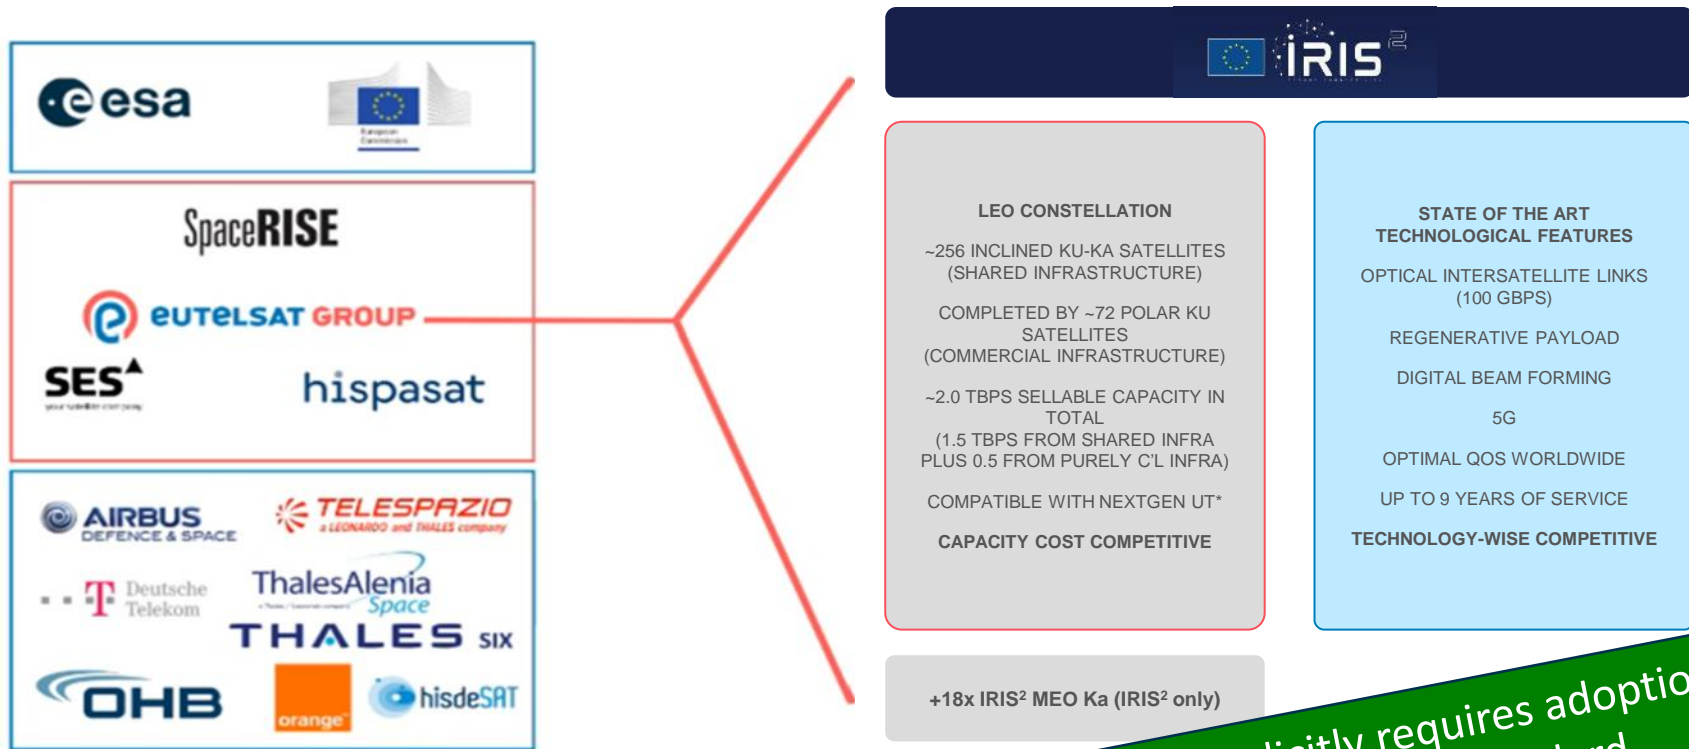 esa
European
Commission
SpaceRISE
eUTeLSAT GROUP
SES
your satellite company
hispasat
AIRBUS
DEFENCE & SPACE
TELESPAZIO
a LEONARDO and THALES company
T Deutsche
Telekom
ThalesAlenia
Space
THALES SIX
OHB
orange
hisdeSAT
IRIS²
LEO CONSTELLATION
~256 INCLINED KU-KA SATELLITES
(SHARED INFRASTRUCTURE)
COMPLETED BY ~72 POLAR KU
SATELLITES
(COMMERCIAL INFRASTRUCTURE)
~2.0 TBPS SELLABLE CAPACITY IN
TOTAL
(1.5 TBPS FROM SHARED INFRA
PLUS 0.5 FROM PURELY C'L INFRA)
COMPATIBLE WITH NEXTGEN UT*
CAPACITY COST COMPETITIVE
+18x IRIS² MEO Ka (IRIS² only)
STATE OF THE ART
TECHNOLOGICAL FEATURES
OPTICAL INTERSATELLITE LINKS
(100 GBPS)
REGENERATIVE PAYLOAD
DIGITAL BEAM FORMING
5G
OPTIMAL QOS WORLDWIDE
UP TO 9 YEARS OF SERVICE
TECHNOLOGY-WISE COMPETITIVE
requires